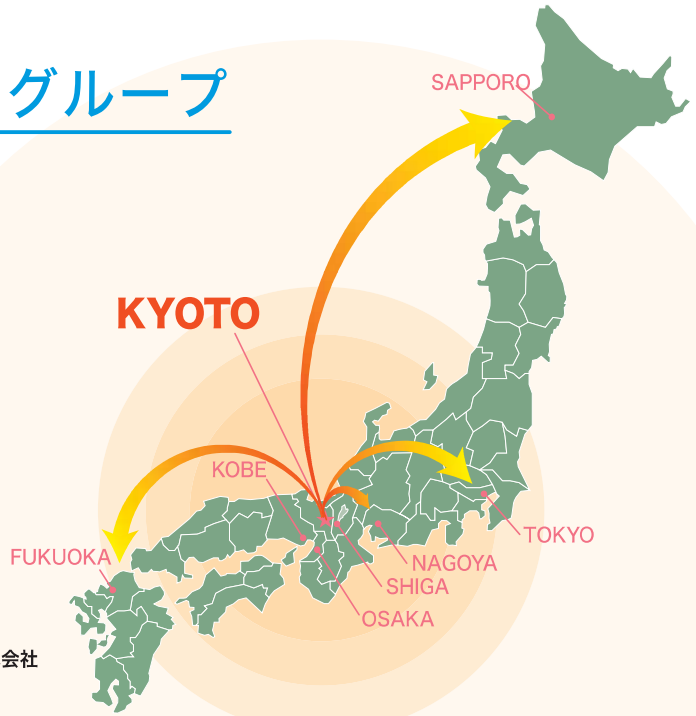 グループ
SAPPORO
KYOTO
KOBE
TOKYO
FUKUOKA
NAGOYA
SHIGA
OSAKA
会社